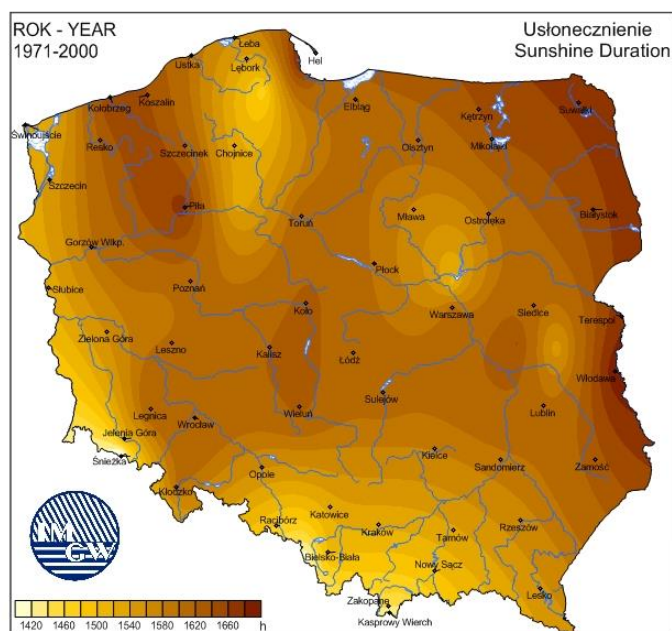 ROK - YEAR
1971-2000
Usłonecznienie
Sunshine Duration
Łeba
Hel
Ustka
Lębork
Koszalin
Kołobrzeg
Elbląg
Kętrzyn
Suwałki
Świnoujście
Resko
Szczecinek
Chojnice
Olsztyn
Mikołajki
Szczecin
Piła
Toruń
Mława
Ostrołęka
Białystok
Gorzów Wlkp.
Płock
Słubice
Poznań
Koło
Warszawa
Siedlce
Terespol
Zielona Góra
Leszno
Kalisz
Łódź
Włodawa
Sulejów
Legnica
Wrocław
Wieluń
Lublin
Jelenia Góra
Śnieżka
Kielce
Sandomierz
Zamość
Kłodzko
Opole
Racibórz
Katowice
Kraków
Tarnów
Rzeszów
Bielsko-Biała
Nowy Sącz
Lesko
Zakopane
Kasprowy Wierch
IM
GW
1420 1460 1500 1540 1580 1620 1660 h